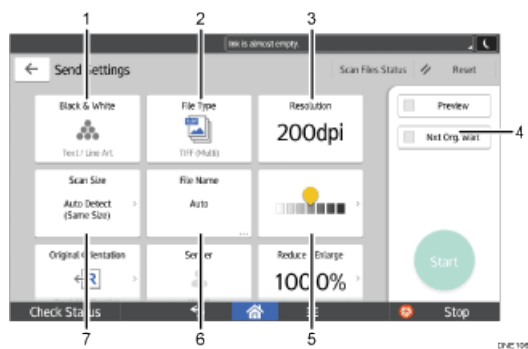 1
2
3
Ink is almost empty.
Send Settings
Scan Files Status
Reset
Black & White
Text / Line Art
File Type
TIFF (Multi)
Resolution
200dpi
Preview
Nxt Org. Wait
4
Scan Size
Auto Detect
(Same Size)
File Name
Auto
...
Original Orientation
R
Sender
Reduce / Enlarge
100.0%
Start
Check Status
Stop
7
6
5